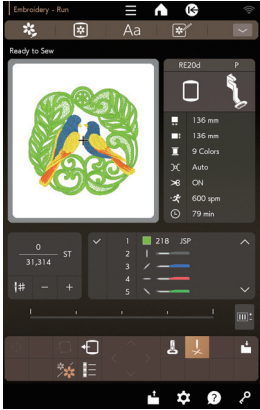 Embroidery - Run
Aa
Ready to Sew
RE20d P
136 mm
136 mm
9 Colors
Auto
ON
600 spm
79 min
0
31,314
ST
1 218 JSP
2
3
4
5
#
- +